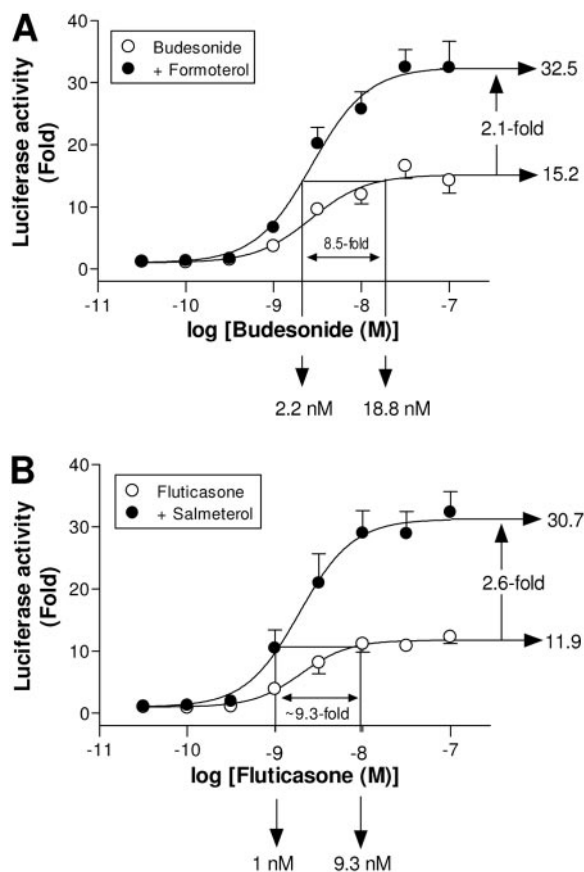 A
40
Budesonide
+ Formoterol
32.5
30
2.1-fold
20
15.2
10
8.5-fold
0
Luciferase activity
(Fold)
-11 -10 -9 -8 -7
log [Budesonide (M)]
2.2 nM 18.8 nM
B
40
Fluticasone
+ Salmeterol
30.7
30
2.6-fold
20
11.9
10
~9.3-fold
0
Luciferase activity
(Fold)
-11 -10 -9 -8 -7
log [Fluticasone (M)]
1 nM 9.3 nM